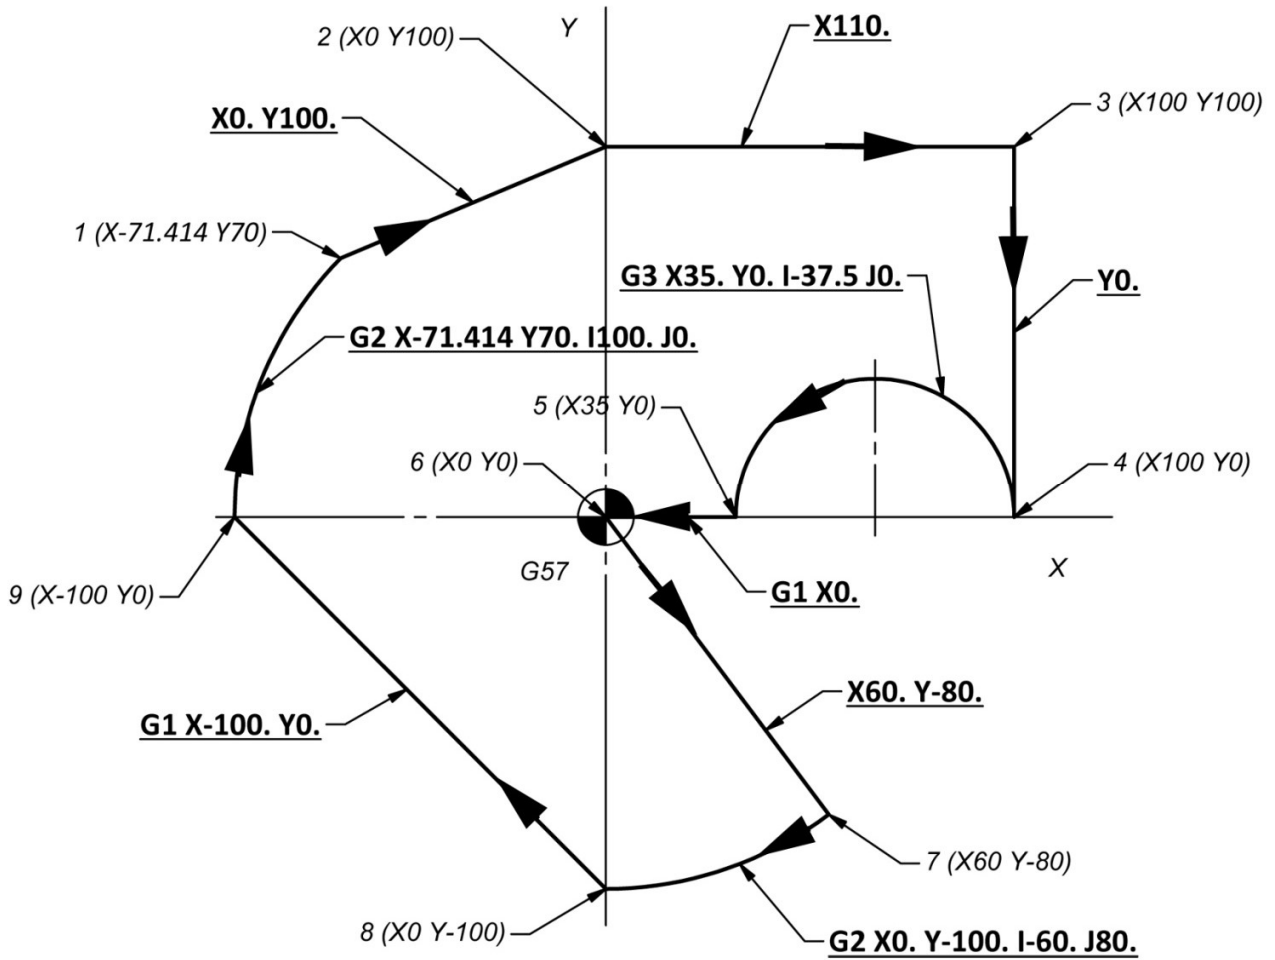 Y
X110.
2 (X0 Y100)
3 (X100 Y100)
X0. Y100.
1 (X-71.414 Y70)
G3 X35. Y0. I-37.5 J0.
Y0.
G2 X-71.414 Y70. I100. J0.
5 (X35 Y0)
6 (X0 Y0)
4 (X100 Y0)
G57
X
9 (X-100 Y0)
G1 X0.
X60. Y-80.
G1 X-100. Y0.
7 (X60 Y-80)
8 (X0 Y-100)
G2 X0. Y-100. I-60. J80.